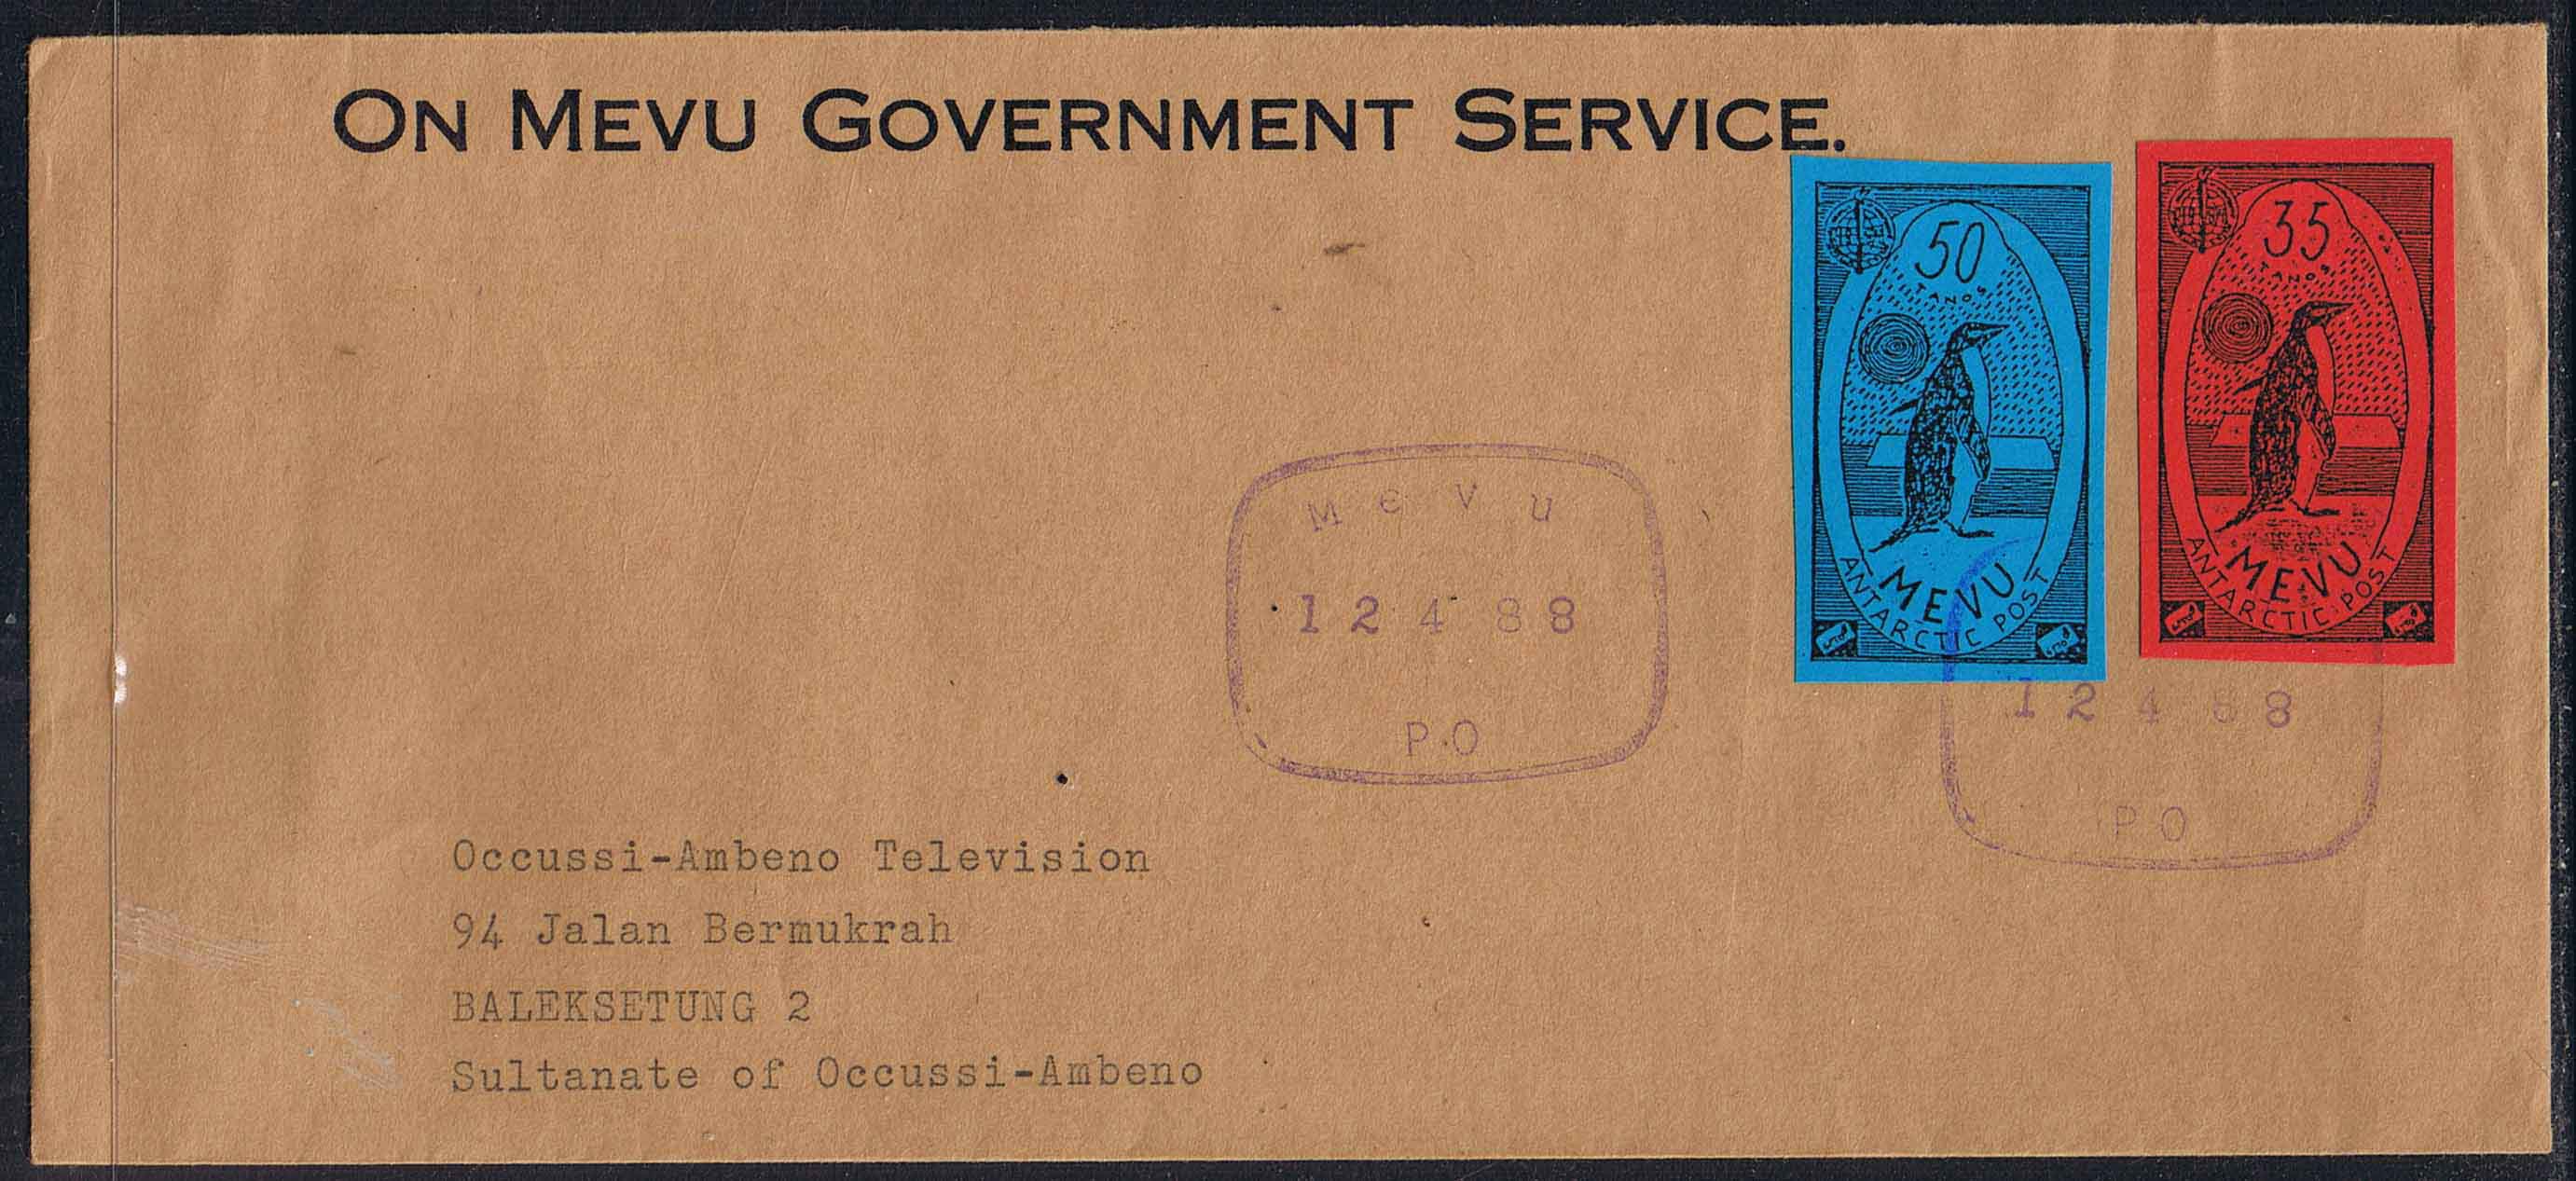 ON MEVU GOVERNMENT SERVICE.
50
TANOS
MEVU
ANTARCTIC POST
35
TANOS
MEVU
ANTARCTIC POST
Mevu
12 4 88
PO
12 4 88
PO
Occussi-Ambeno Television
94 Jalan Bermukrah
BALEKSETUNG 2
Sultanate of Occussi-Ambeno